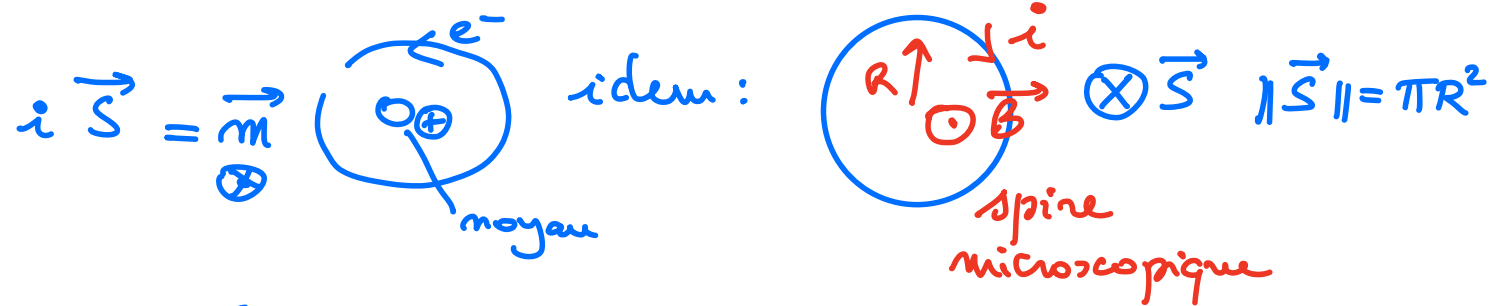 i S⃗ = m⃗ ⊗ e⁻ ⊕ idem : R i ⊙ B⃗ ⊗ S⃗ ‖S⃗‖ = πR²
noyau
spire
microscopique